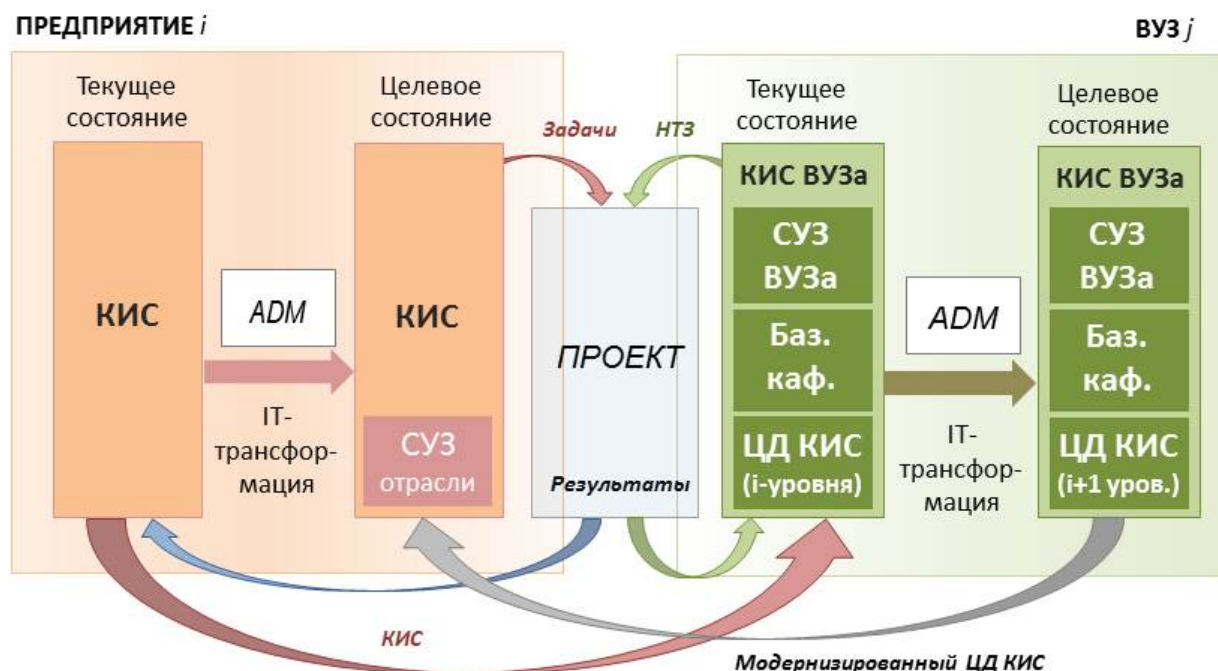 ПРЕДПРИЯТИЕ i
ВУЗ j
Текущее
состояние
КИС
ADM
IT-
трансфор-
мация
Целевое
состояние
КИС
СУЗ
отрасли
Задачи
НТЗ
ПРОЕКТ
Результаты
Текущее
состояние
КИС ВУЗа
СУЗ
ВУЗа
Баз.
каф.
ЦД КИС
(i-уровня)
ADM
IT-
трансфор-
мация
Целевое
состояние
КИС ВУЗа
СУЗ
ВУЗа
Баз.
каф.
ЦД КИС
(i+1 уров.)
КИС
Модернизированный ЦД КИС